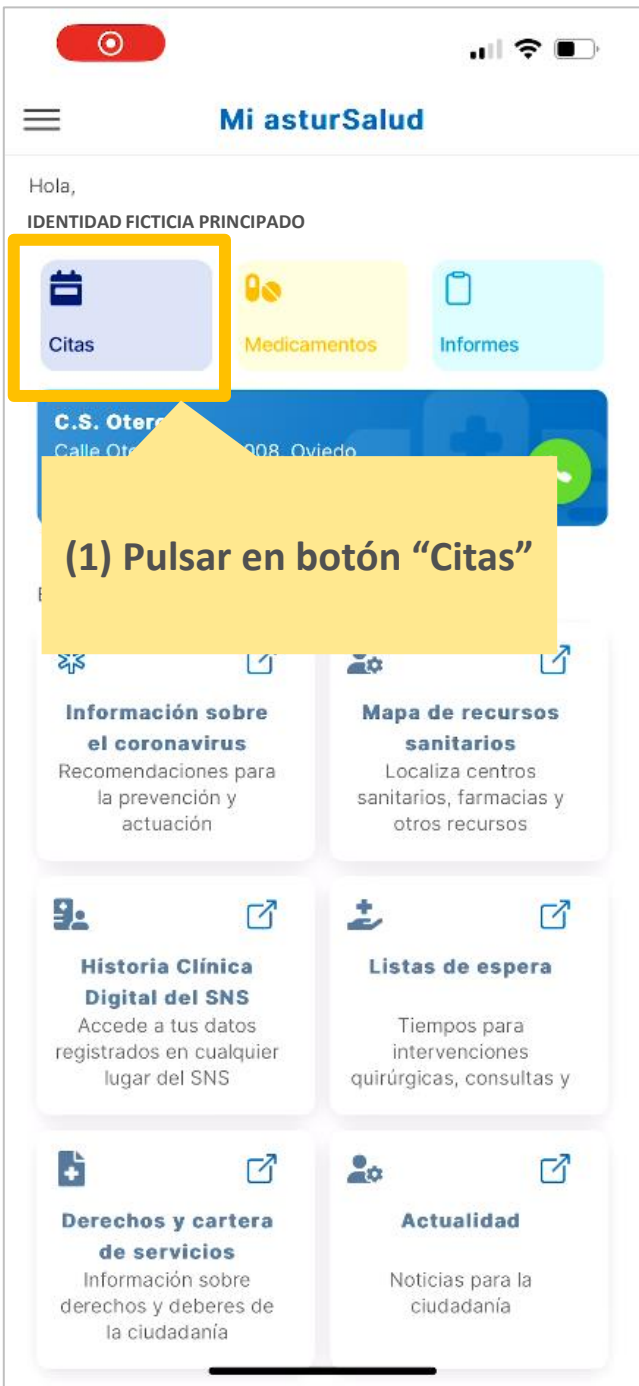 Mi asturSalud
Hola,
IDENTIDAD FICTICIA PRINCIPADO
Citas
Medicamentos
Informes
C.S. Otero
Calle Ote 008, Oviedo
(1) Pulsar en botón “Citas”
Información sobre
el coronavirus
Recomendaciones para
la prevención y
actuación
Mapa de recursos
sanitarios
Localiza centros
sanitarios, farmacias y
otros recursos
Historia Clínica
Digital del SNS
Accede a tus datos
registrados en cualquier
lugar del SNS
Listas de espera
Tiempos para
intervenciones
quirúrgicas, consultas y
Derechos y cartera
de servicios
Información sobre
derechos y deberes de
la ciudadanía
Actualidad
Noticias para la
ciudadanía